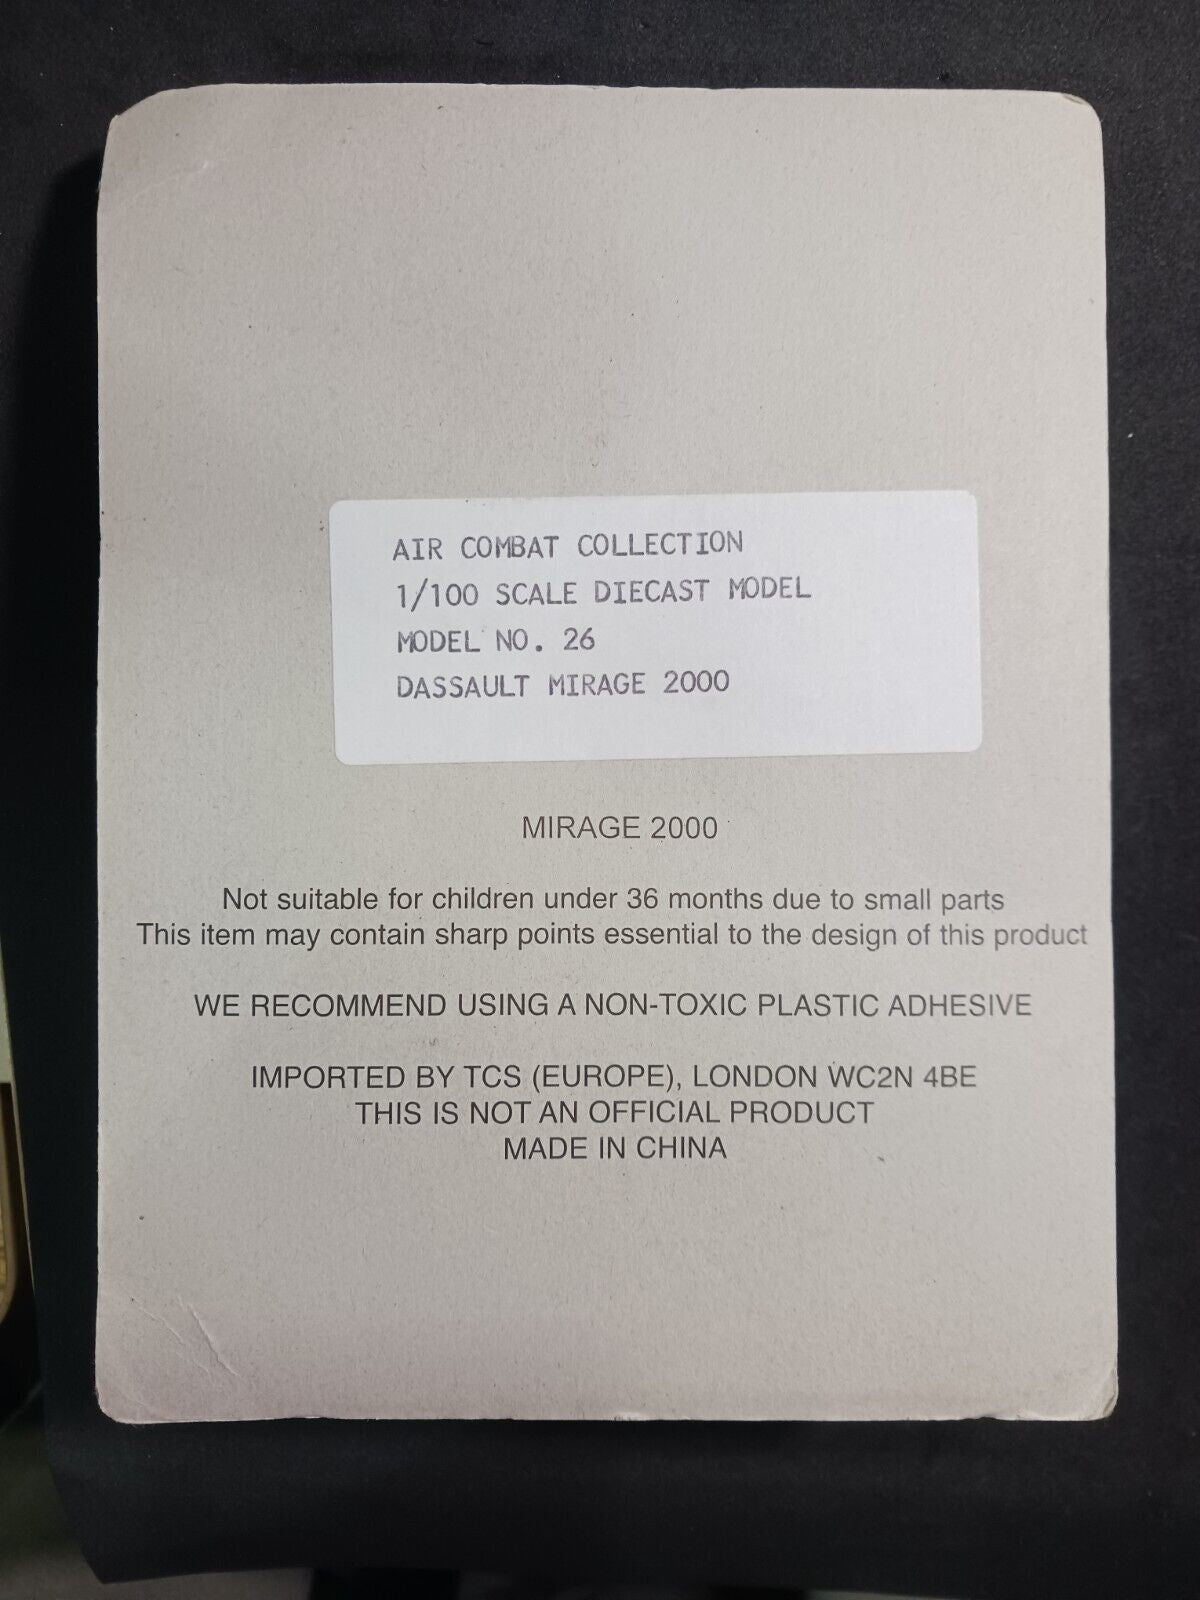 AIR COMBAT COLLECTION
1/100 SCALE DIECAST MODEL
MODEL NO. 26
DASSAULT MIRAGE 2000
MIRAGE 2000
Not suitable for children under 36 months due to small parts
This item may contain sharp points essential to the design of this product
WE RECOMMEND USING A NON-TOXIC PLASTIC ADHESIVE
IMPORTED BY TCS (EUROPE), LONDON WC2N 4BE
THIS IS NOT AN OFFICIAL PRODUCT
MADE IN CHINA